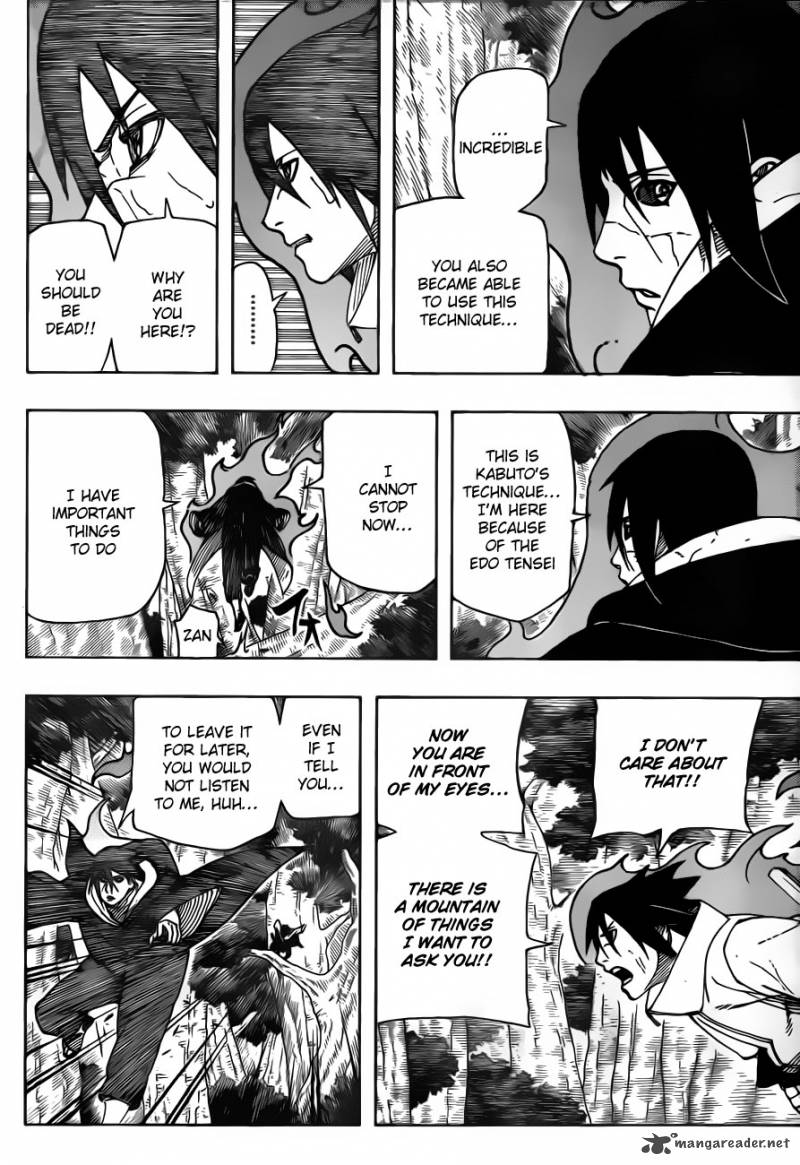 ...
INCREDIBLE
YOU ALSO
BECAME ABLE
TO USE THIS
TECHNIQUE...
.........
WHY
ARE
YOU
HERE!?
YOU
SHOULD
BE
DEAD!!
THIS IS
KABUTO'S
TECHNIQUE...
I'M HERE
BECAUSE
OF THE
EDO TENSEI
I
CANNOT
STOP
NOW...
ZAN
I HAVE
IMPORTANT
THINGS
TO DO
I DON'T
CARE ABOUT
THAT!!
NOW
YOU ARE
IN FRONT
OF MY EYES...
THERE IS
A MOUNTAIN
OF THINGS
I WANT TO
ASK YOU!!
EVEN
IF I
TELL
YOU...
TO LEAVE IT
FOR LATER,
YOU WOULD
NOT LISTEN
TO ME, HUH...
mangareader.net